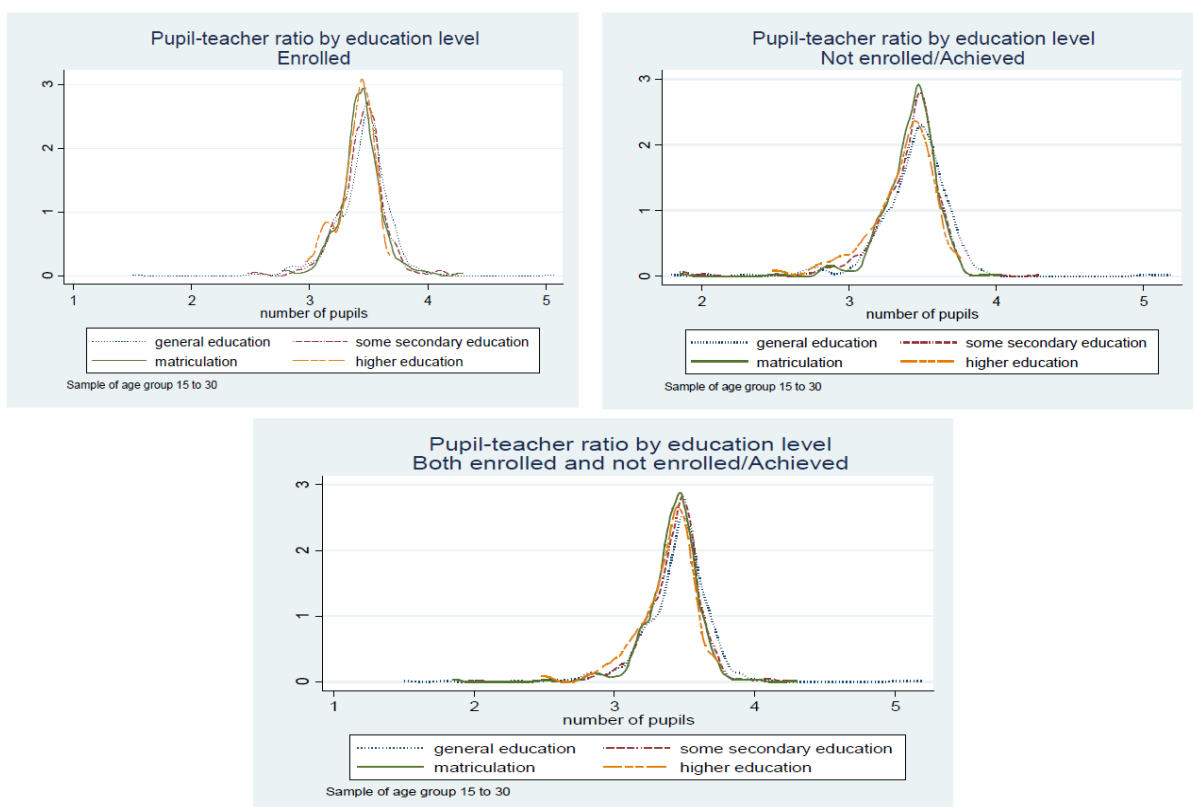 Pupil-teacher ratio by education level
Enrolled
3
2
1
0
1 2 3 4 5
number of pupils
general education some secondary education
matriculation higher education
Sample of age group 15 to 30
Pupil-teacher ratio by education level
Not enrolled/Achieved
3
2
1
0
2 3 4 5
number of pupils
general education some secondary education
matriculation higher education
Sample of age group 15 to 30
Pupil-teacher ratio by education level
Both enrolled and not enrolled/Achieved
3
2
1
0
1 2 3 4 5
number of pupils
general education some secondary education
matriculation higher education
Sample of age group 15 to 30